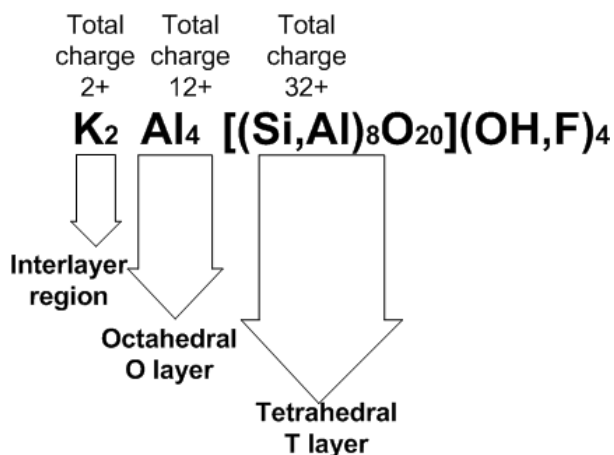 Total Total Total
charge charge charge
2+ 12+ 32+
K2 Al4 [(Si,Al)8O20](OH,F)4
Interlayer
region
Octahedral
O layer
Tetrahedral
T layer